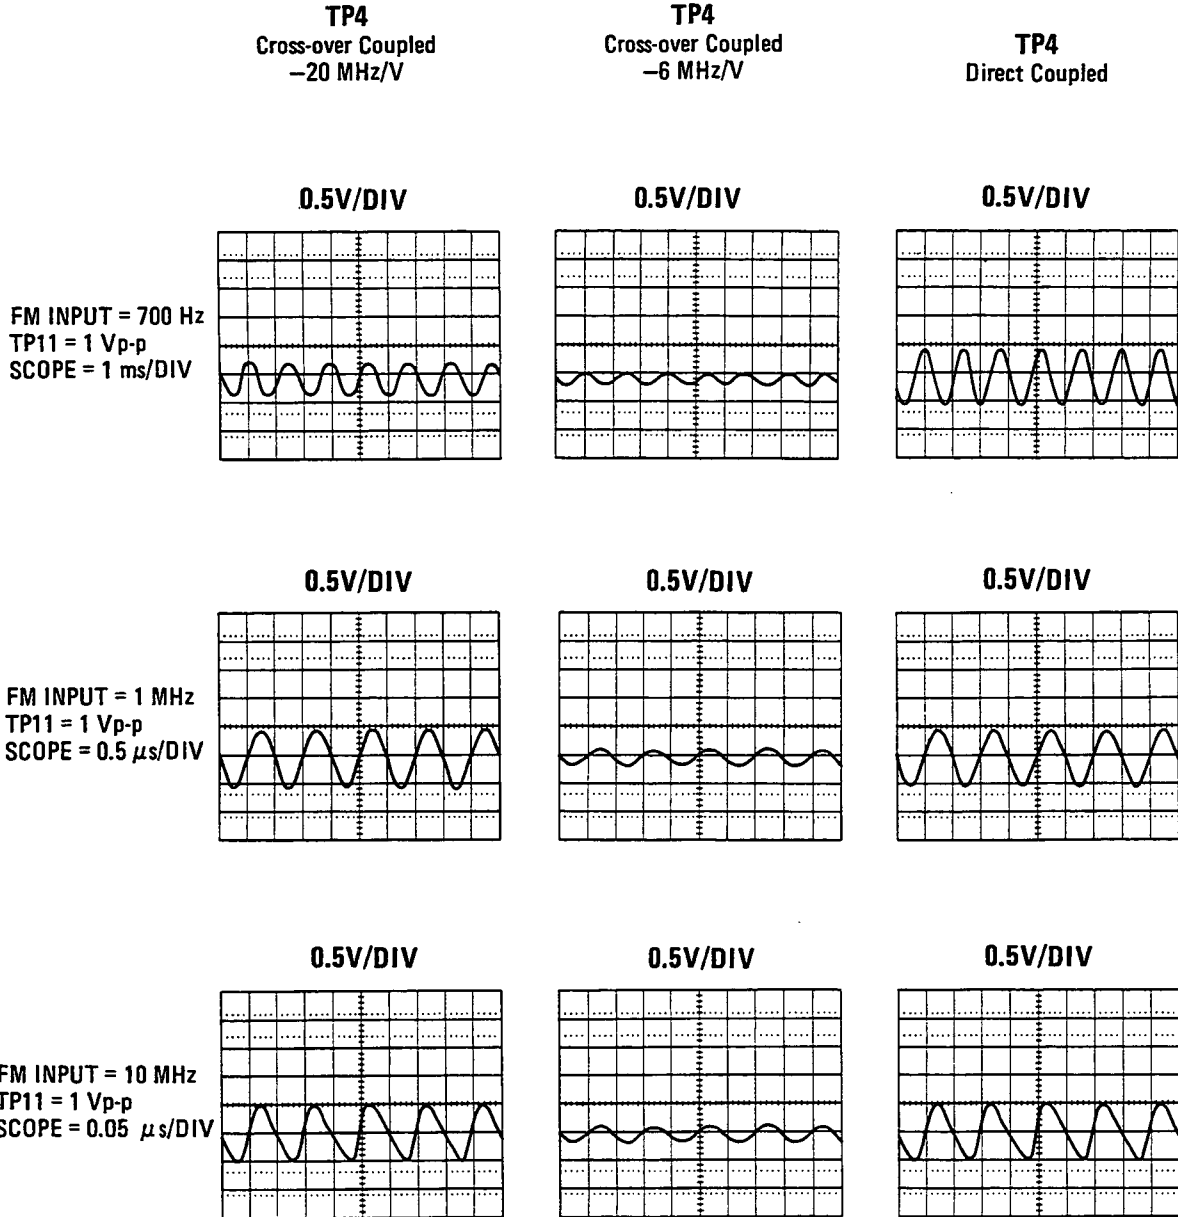 TP4
Cross-over Coupled
—20 MHz/V
TP4
Cross-over Coupled
—6 MHz/V
TP4
Direct Coupled
0.5V/DIV
0.5V/DIV
0.5V/DIV
FM INPUT = 700 Hz
TP11 = 1 Vp-p
SCOPE = 1 ms/DIV
0.5V/DIV
0.5V/DIV
0.5V/DIV
FM INPUT = 1 MHz
TP11 = 1 Vp-p
SCOPE = 0.5 μs/DIV
0.5V/DIV
0.5V/DIV
0.5V/DIV
FM INPUT = 10 MHz
TP11 = 1 Vp-p
SCOPE = 0.05 μs/DIV